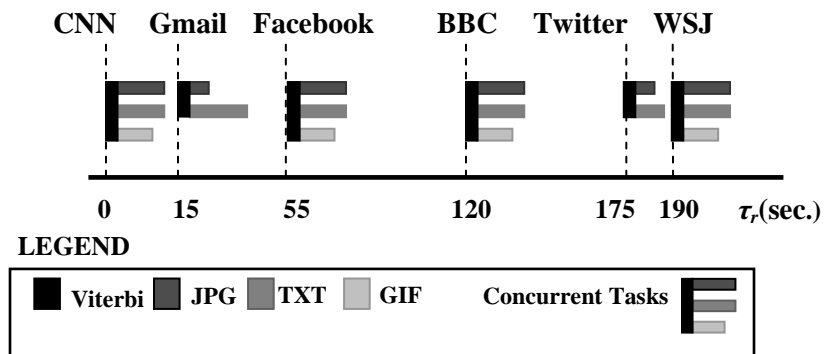 CNN Gmail Facebook BBC Twitter WSJ
0 15 55 120 175 190 τr(sec.)
LEGEND
Viterbi JPG TXT GIF Concurrent Tasks